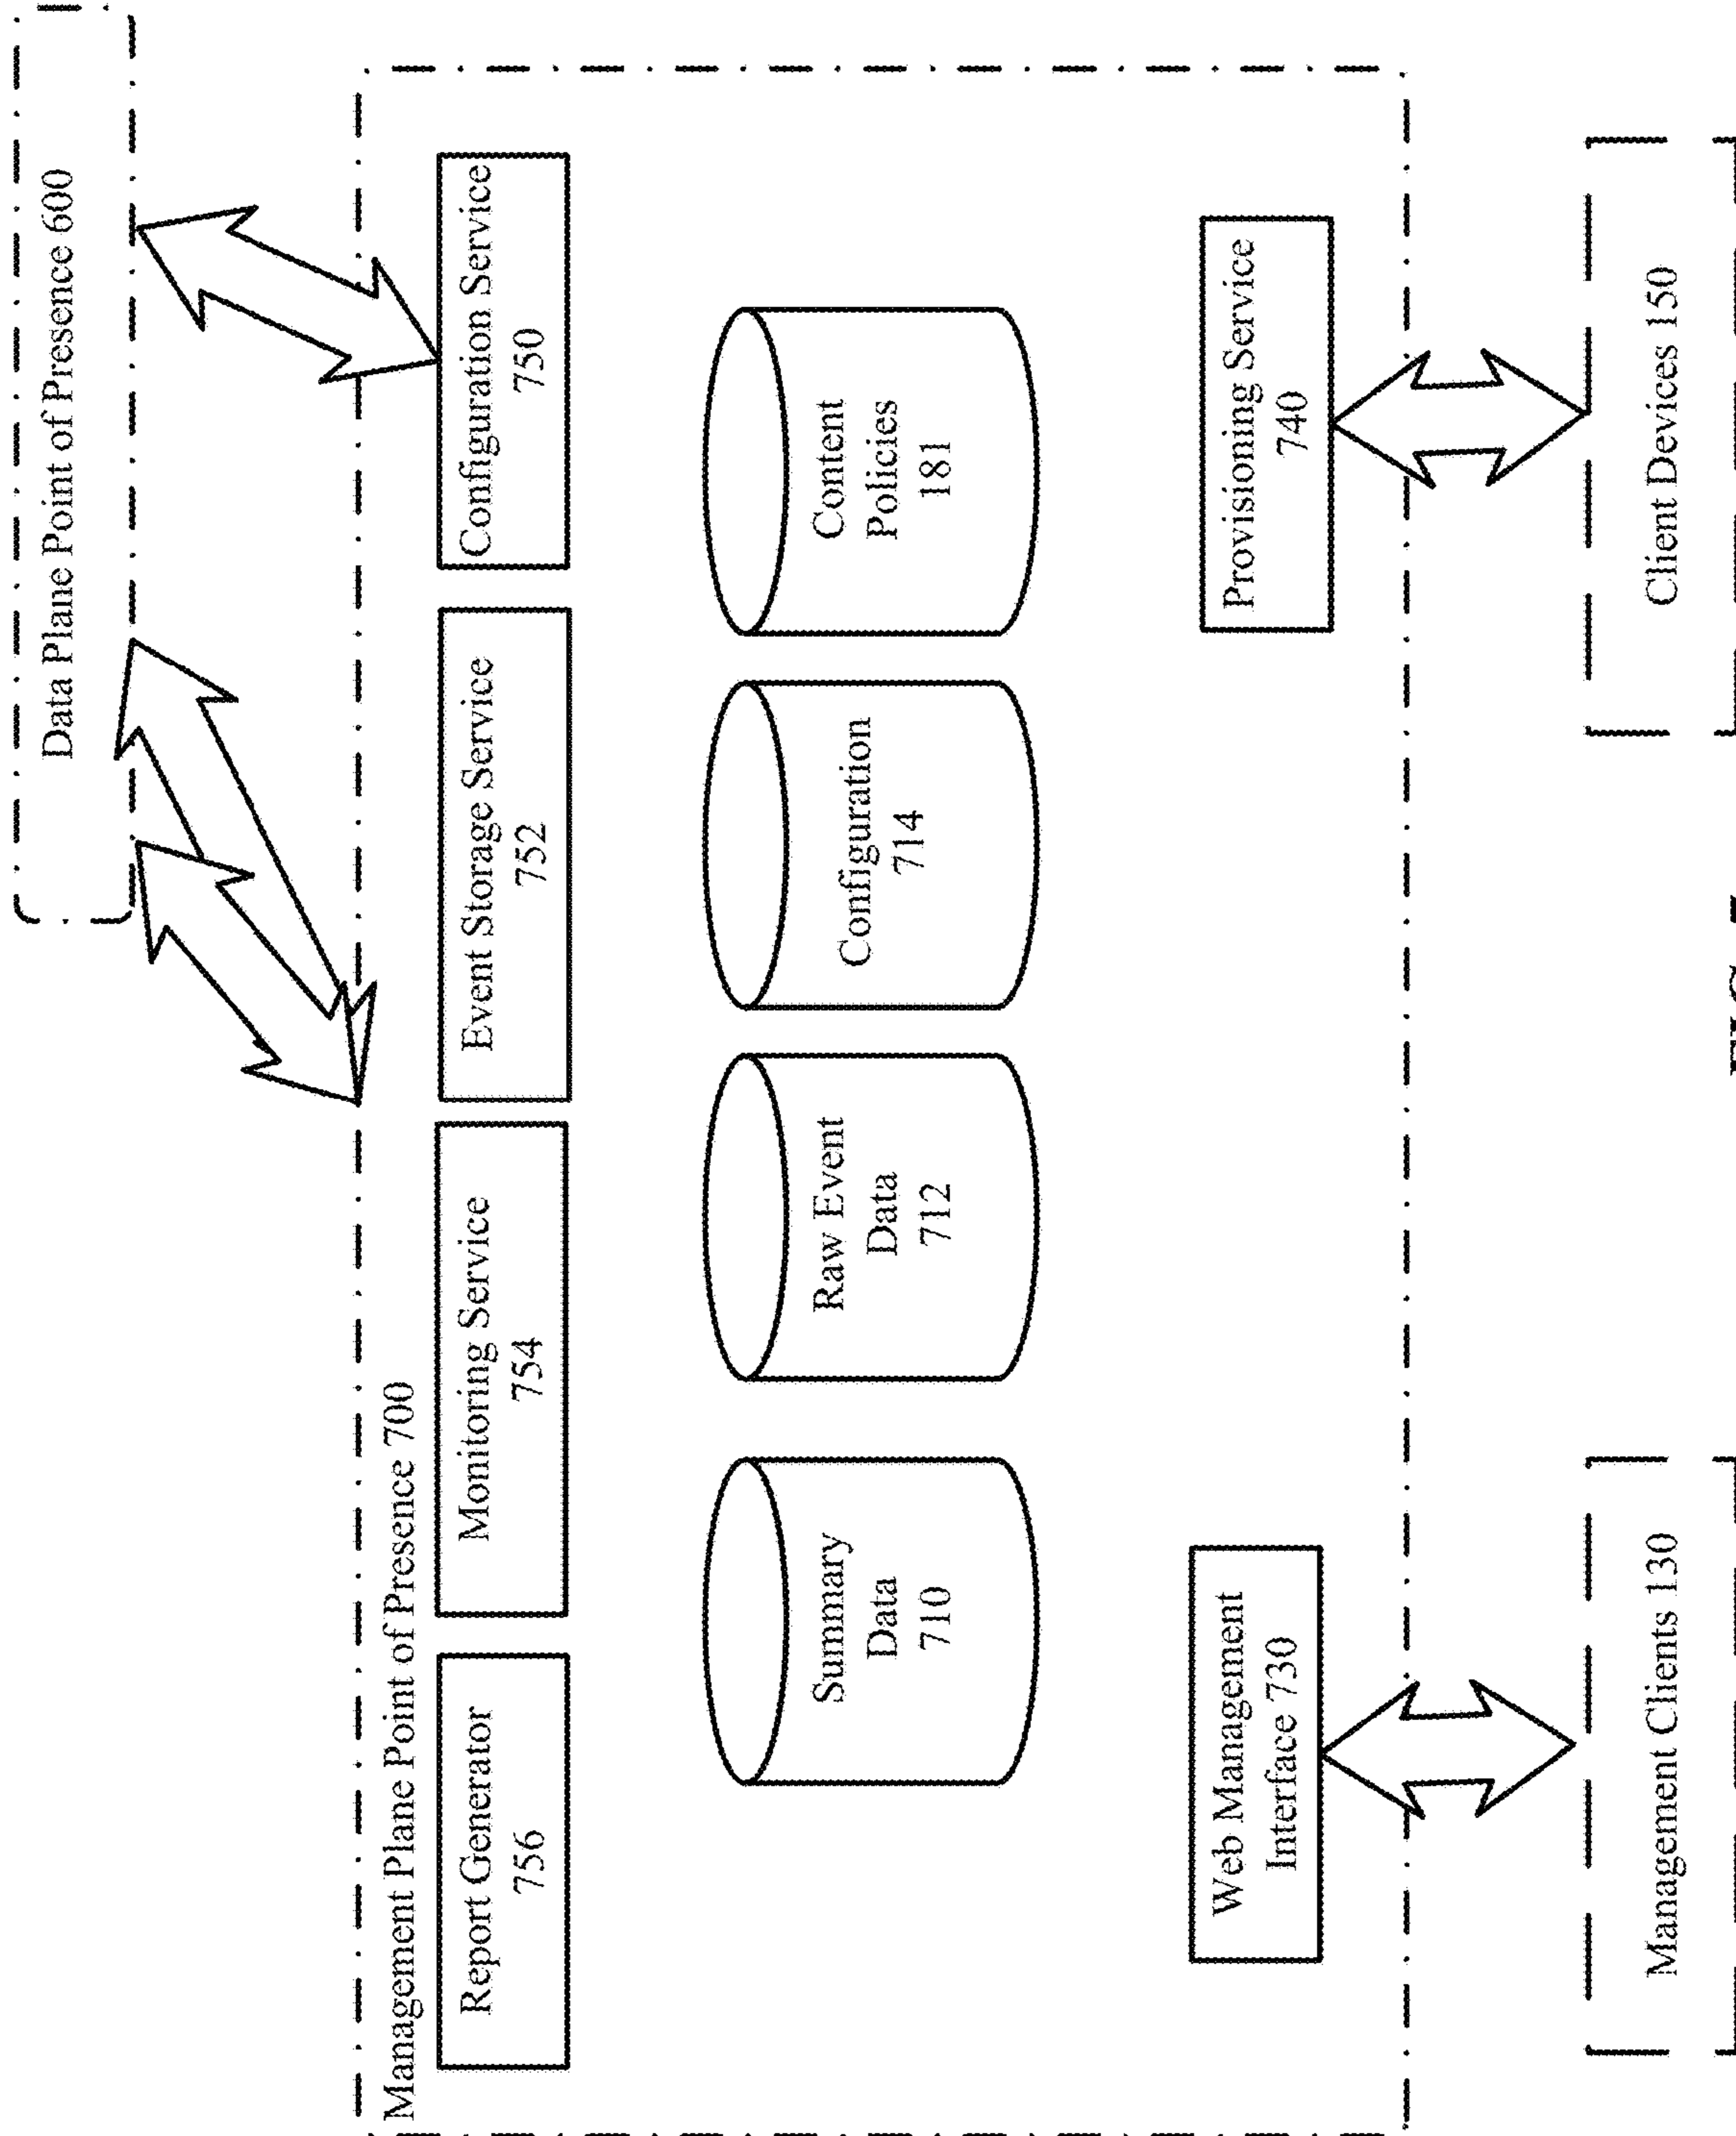 Data Plane Point of Presence 600
Management Plane Point of Presence 700
Report Generator
756
Monitoring Service
754
Event Storage Service
752
Configuration Service
750
Summary
Data
710
Raw Event
Data
712
Configuration
714
Content
Policies
181
Web Management
Interface 730
Provisioning Service
740
Management Clients 130
Client Devices 150